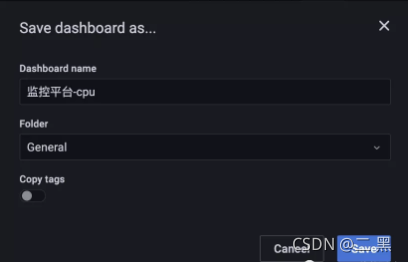 Save dashboard as...
Dashboard name
监控平台-cpu
Folder
General
Copy tags
Cancel
Save
CSDN @二黑